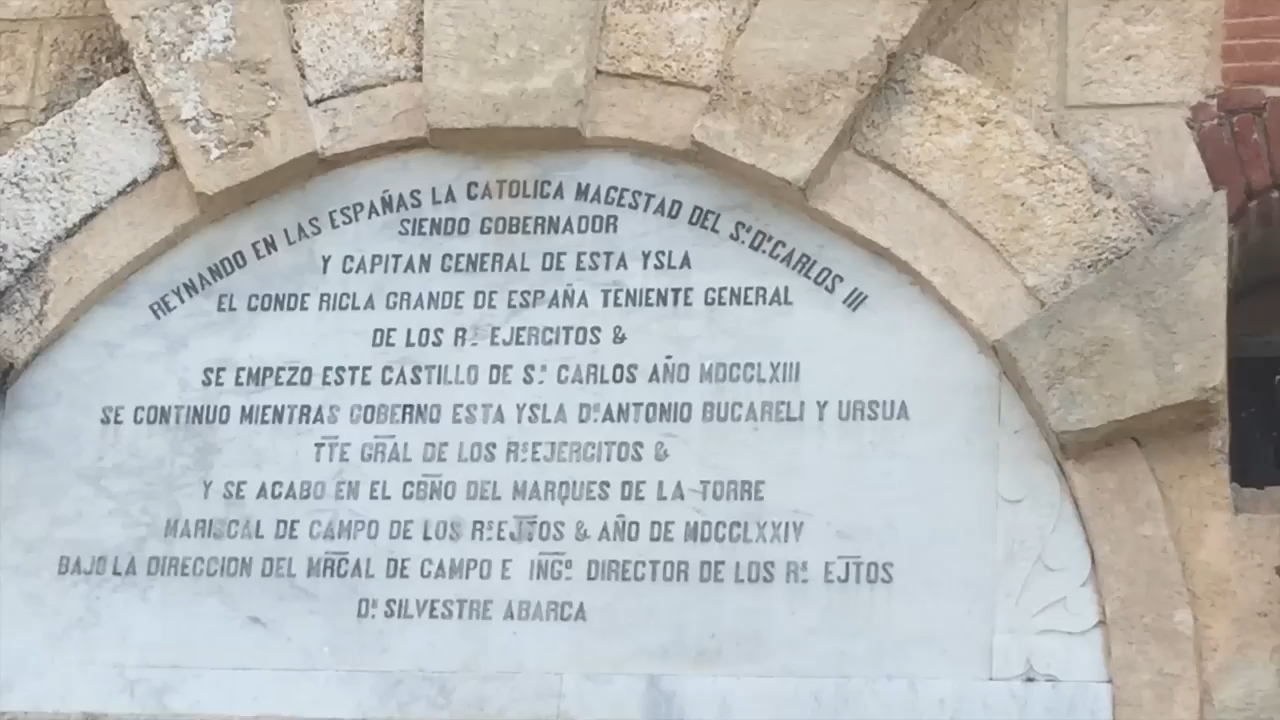 REYNANDO EN LAS ESPAÑAS LA CATOLICA MAGESTAD DEL S.ʳ D.ⁿ CARLOS III
SIENDO GOBERNADOR
Y CAPITAN GENERAL DE ESTA YSLA
EL CONDE RICLA GRANDE DE ESPAÑA TENIENTE GENERAL
DE LOS R.ˢ EJERCITOS &
SE EMPEZO ESTE CASTILLO DE S.ⁿ CARLOS AÑO MDCCLXIII
SE CONTINUO MIENTRAS GOBERNO ESTA YSLA D.ⁿ ANTONIO BUCARELI Y URSUA
TTE GRAL DE LOS R.ˢ EJERCITOS &
Y SE ACABO EN EL GBÑO DEL MARQUES DE LA TORRE
MARISCAL DE CAMPO DE LOS R.ˢ EJTOS & AÑO DE MDCCLXXIV
BAJO LA DIRECCION DEL MRCAL DE CAMPO E INGº DIRECTOR DE LOS R.ˢ EJTOS
D.ⁿ SILVESTRE ABARCA